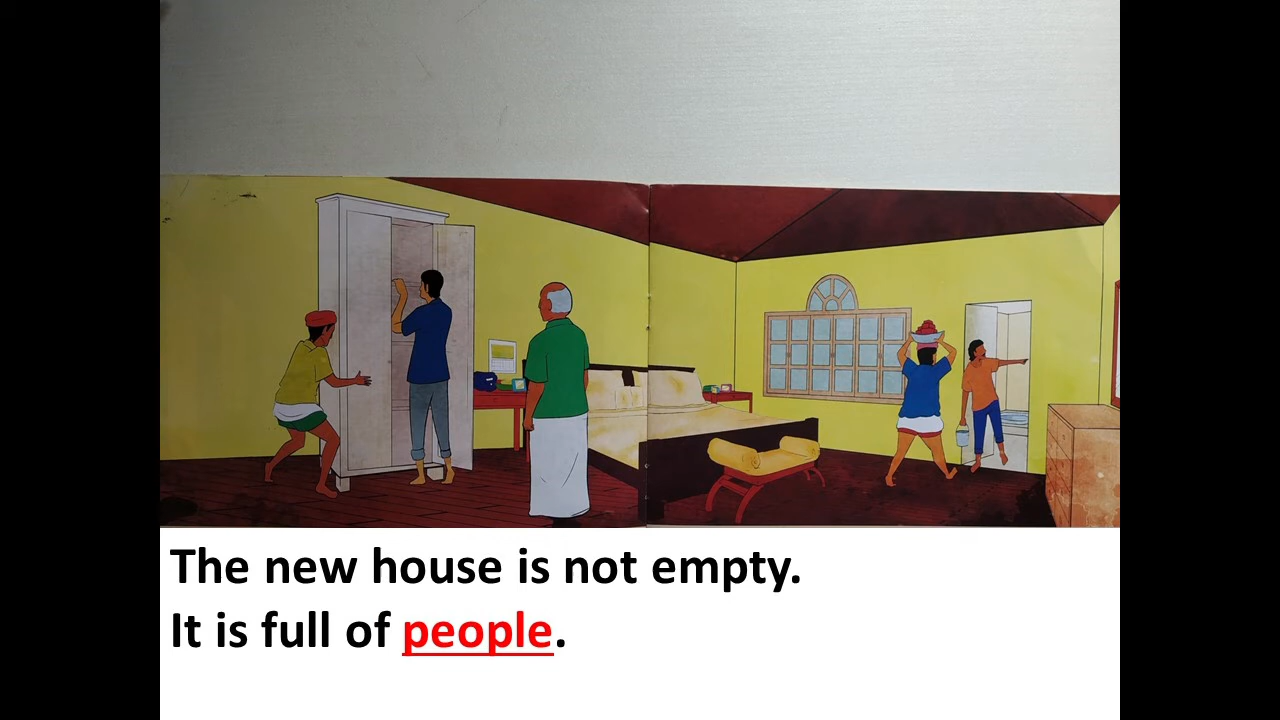 The new house is not empty.
It is full of people.